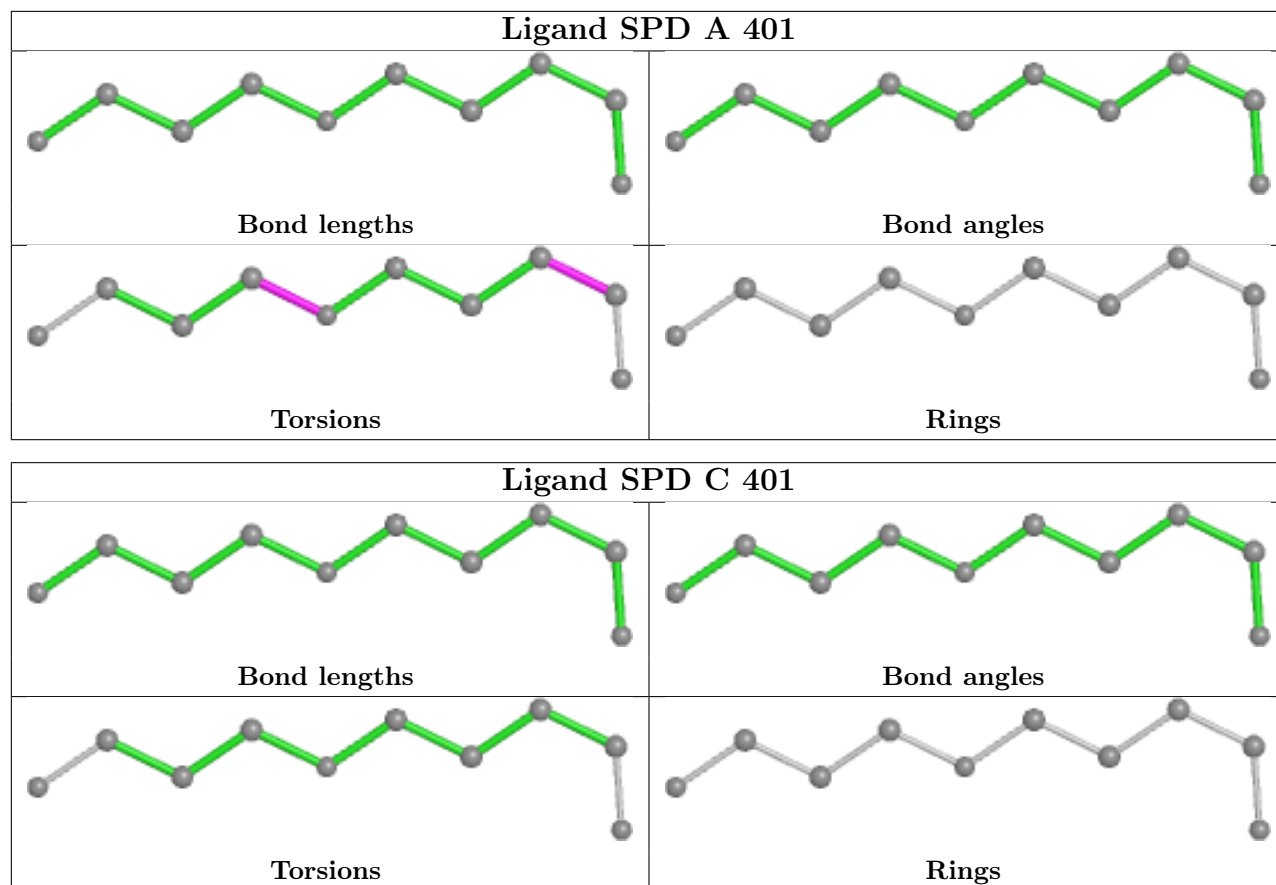 Ligand SPD A 401
Bond lengths
Bond angles
Torsions
Rings
Ligand SPD C 401
Bond lengths
Bond angles
Torsions
Rings